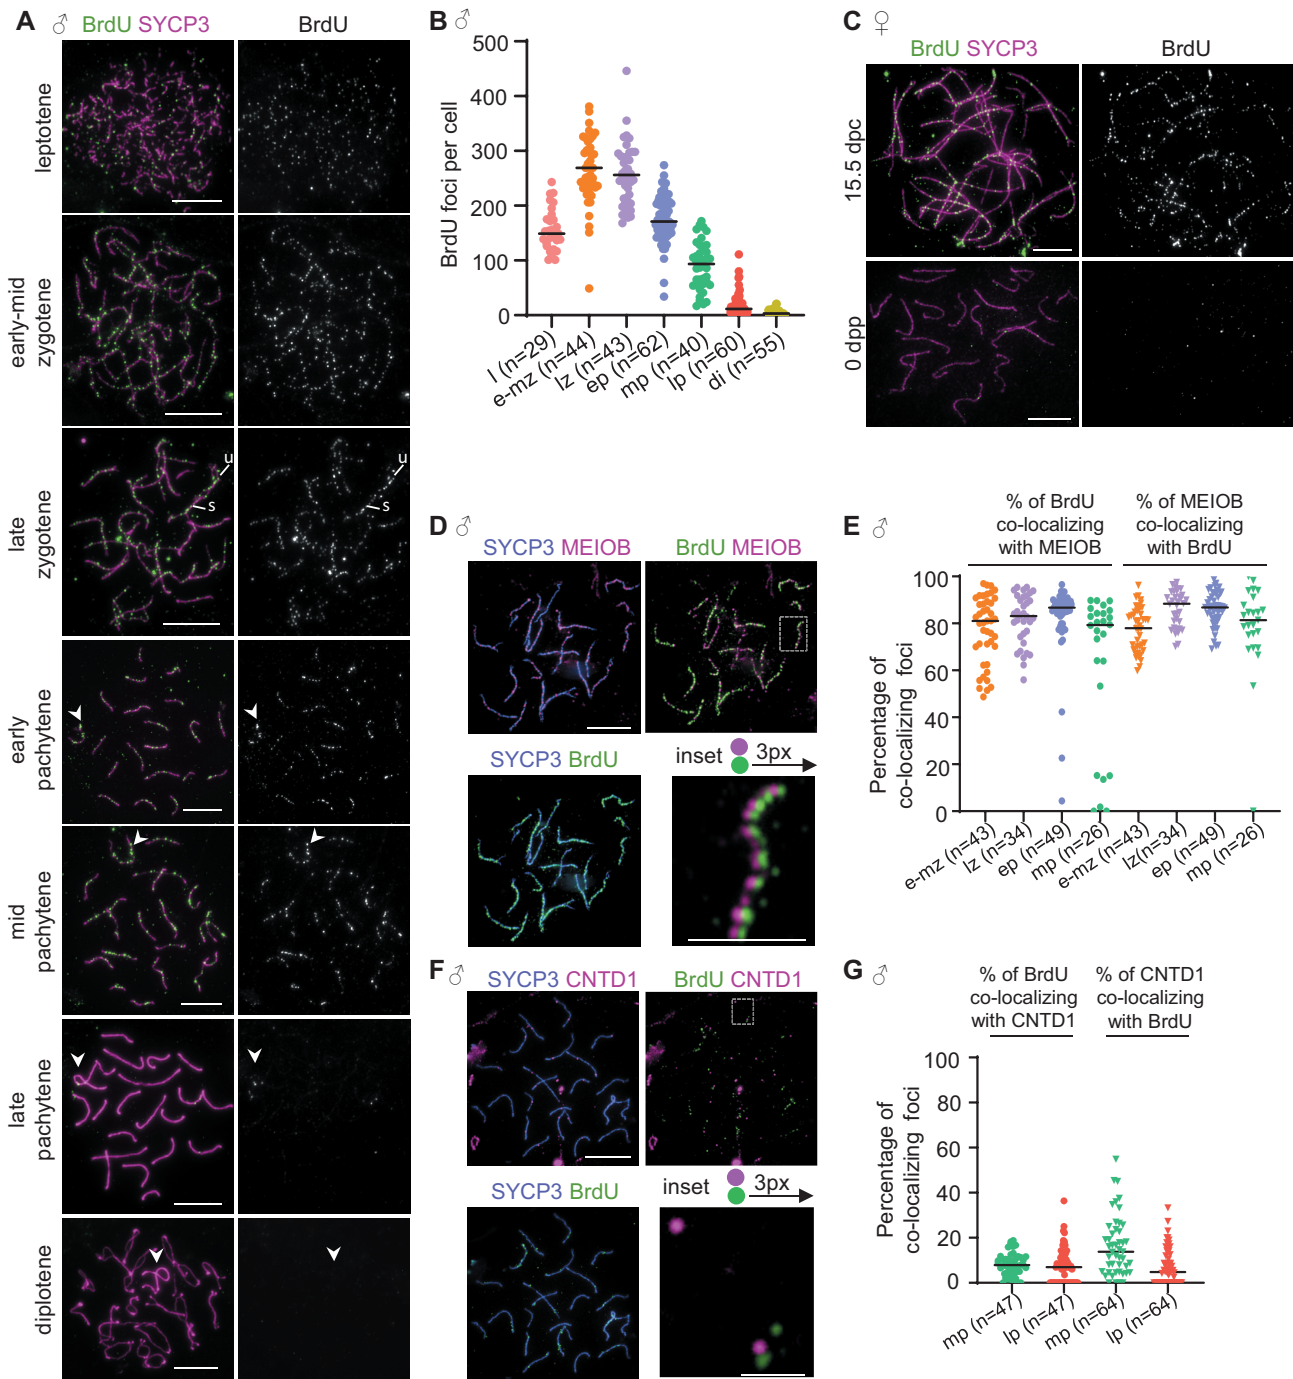 A ♂ BrdU SYCP3 BrdU
leptotene
early-mid
zygotene
late
zygotene
u
s
u
s
early
pachytene
mid
pachytene
late
pachytene
diplotene
B ♂
BrdU foci per cell
500
400
300
200
100
0
l (n=29)
e-mz (n=44)
lz (n=43)
ep (n=62)
mp (n=40)
lp (n=60)
di (n=55)
C ♀
BrdU SYCP3 BrdU
15.5 dpc
0 dpp
D ♂
SYCP3 MEIOB BrdU MEIOB
SYCP3 BrdU inset 3px
E ♂
% of BrdU
co-localizing
with MEIOB
% of MEIOB
co-localizing
with BrdU
Percentage of
co-localizing foci
100
80
60
40
20
0
e-mz (n=43)
lz (n=34)
ep (n=49)
mp (n=26)
e-mz (n=43)
lz(n=34)
ep (n=49)
mp (n=26)
F ♂
SYCP3 CNTD1 BrdU CNTD1
SYCP3 BrdU inset 3px
G ♂
% of BrdU
co-localizing
with CNTD1
% of CNTD1
co-localizing
with BrdU
Percentage of
co-localizing foci
100
80
60
40
20
0
mp (n=47)
lp (n=47)
mp (n=64)
lp (n=64)